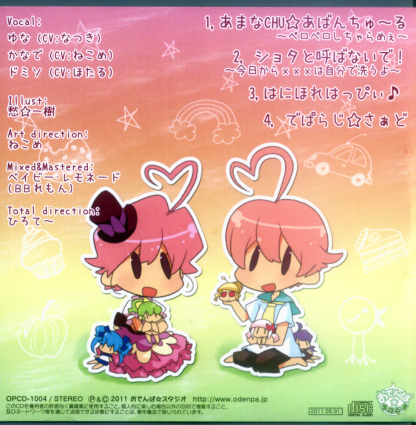 Vocal:
ゆな (CV:なつき)
かなで (CV:ねこめ)
ドミソ (CV:ほたる)
Illust:
愁☆一樹
Art direction:
ねこめ
Mixed&Mastered:
ベイビー・レモネード
(BBれもん)
Total direction:
ひろて〜
1. あまなCHU☆あばんちゅ〜る
〜ペロペロしちゃらめぇ〜
2. ショタと呼ばないで!
〜今日から×××は自分で洗うよ〜
3. はにほれはっぴぃ♪
4. でぱらじ☆さぁど
OPCD-1004 / STEREO Ⓟ&© 2011 おでんぱ☆スタジオ http://www.odenpa.com/
2011.05.01